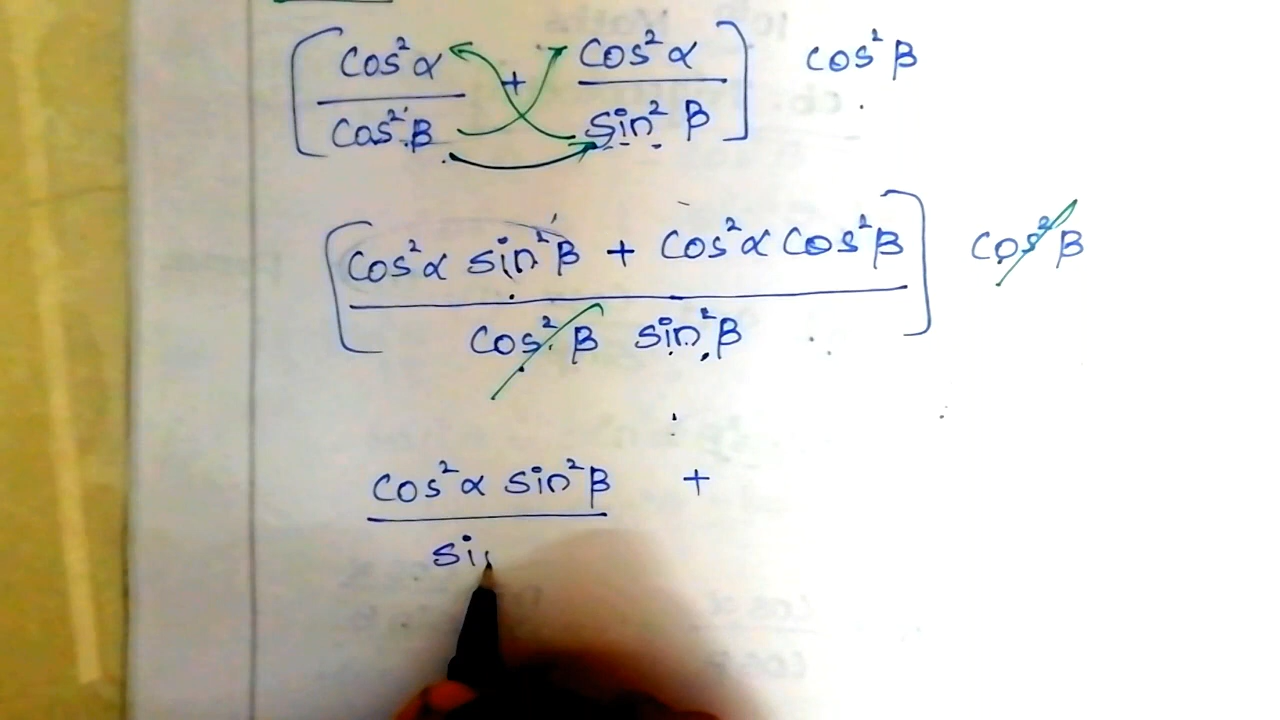 [ cos²α / cos²β + cos²α / sin²β ] cos²β
[ cos²α sin²β + cos²α cos²β / cos²β sin²β ] cos²β
cos²α sin²β / si +